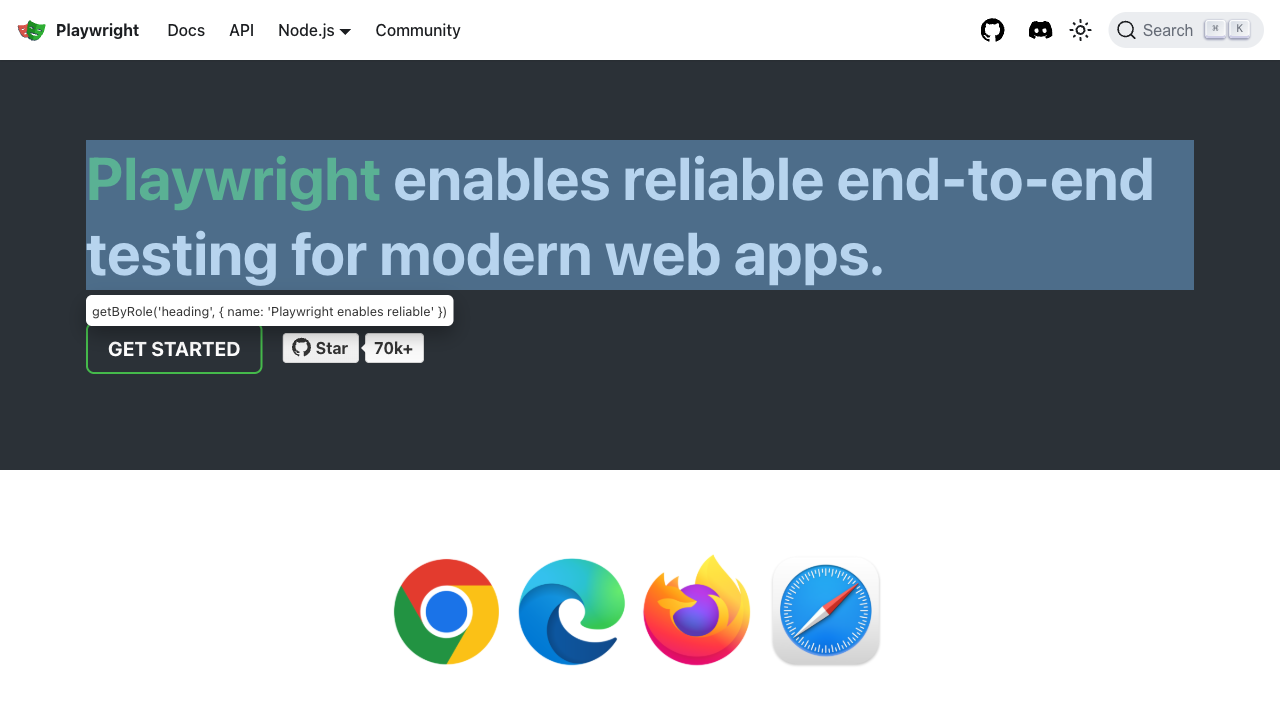 Playwright
Docs
API
Node.js
Community
Search
⌘
K
Playwright enables reliable end-to-end
testing for modern web apps.
getByRole('heading', { name: 'Playwright enables reliable' })
GET STARTED
Star
70k+